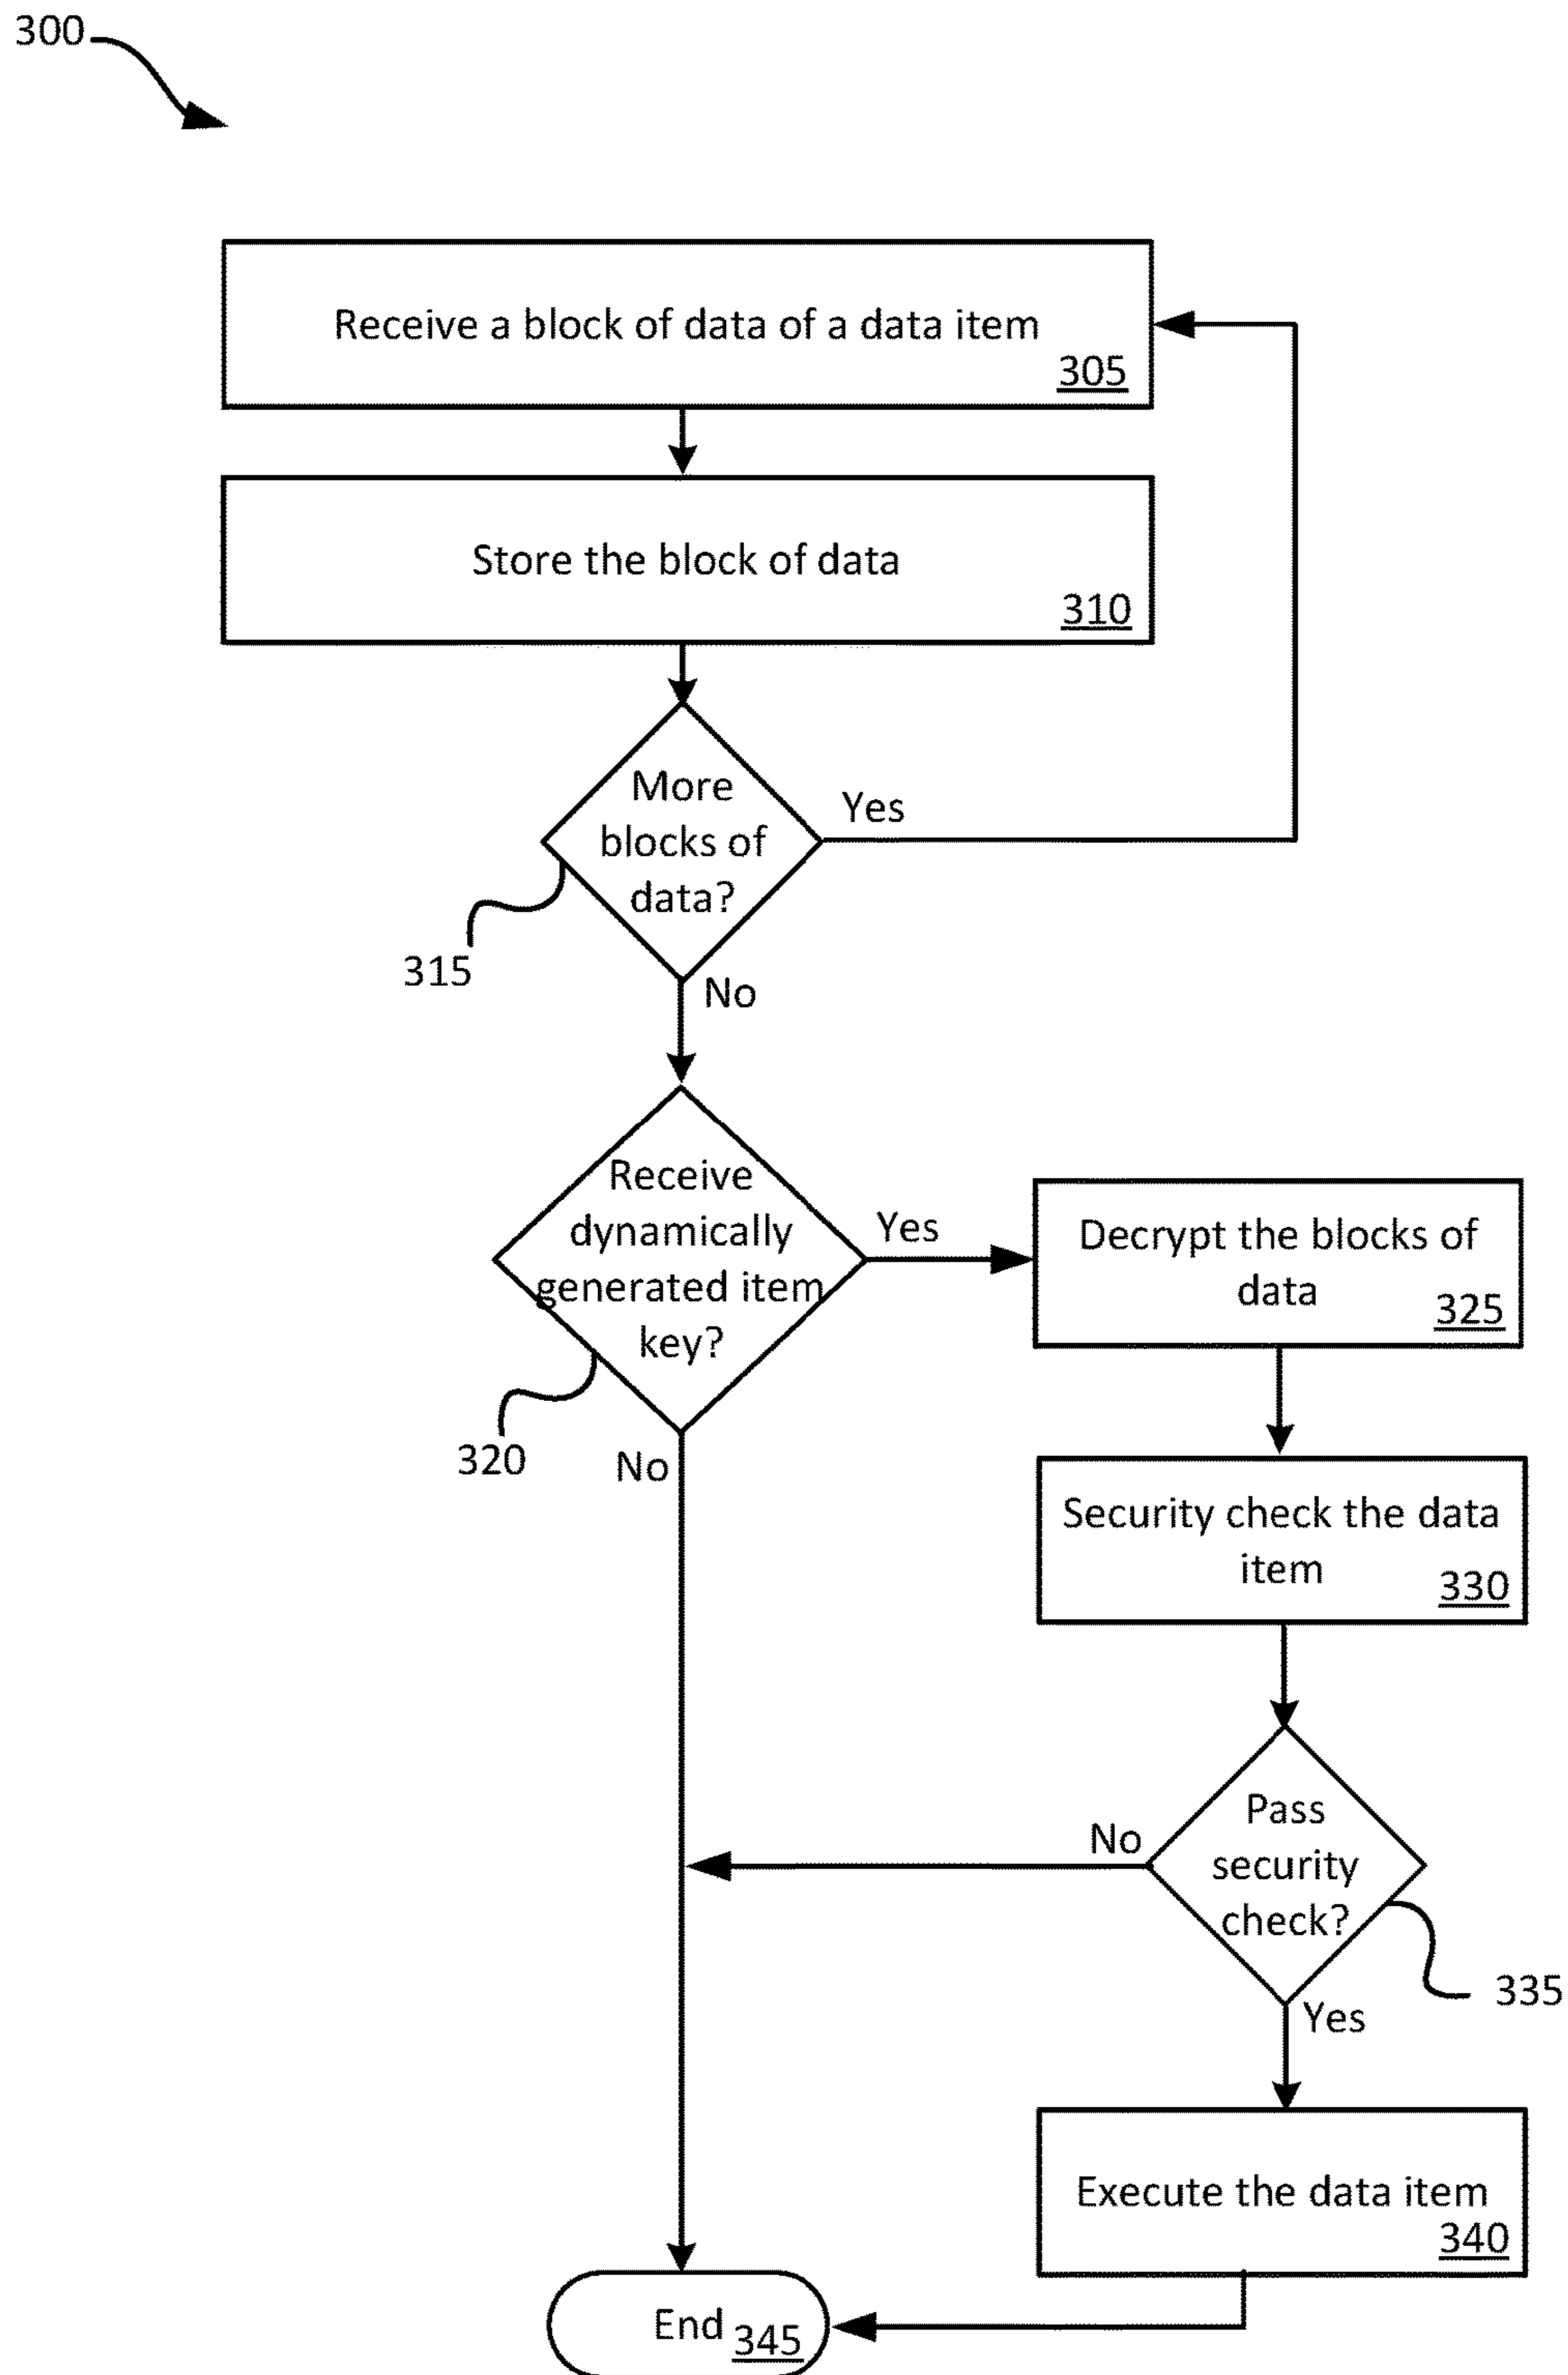 300
Receive a block of data of a data item
305
Store the block of data
310
More
blocks of
data?
Yes
315
No
Receive
dynamically
generated item
key?
Yes
320
No
Decrypt the blocks of
data
325
Security check the data
item
330
Pass
security
check?
No
335
Yes
Execute the data item
340
End
345